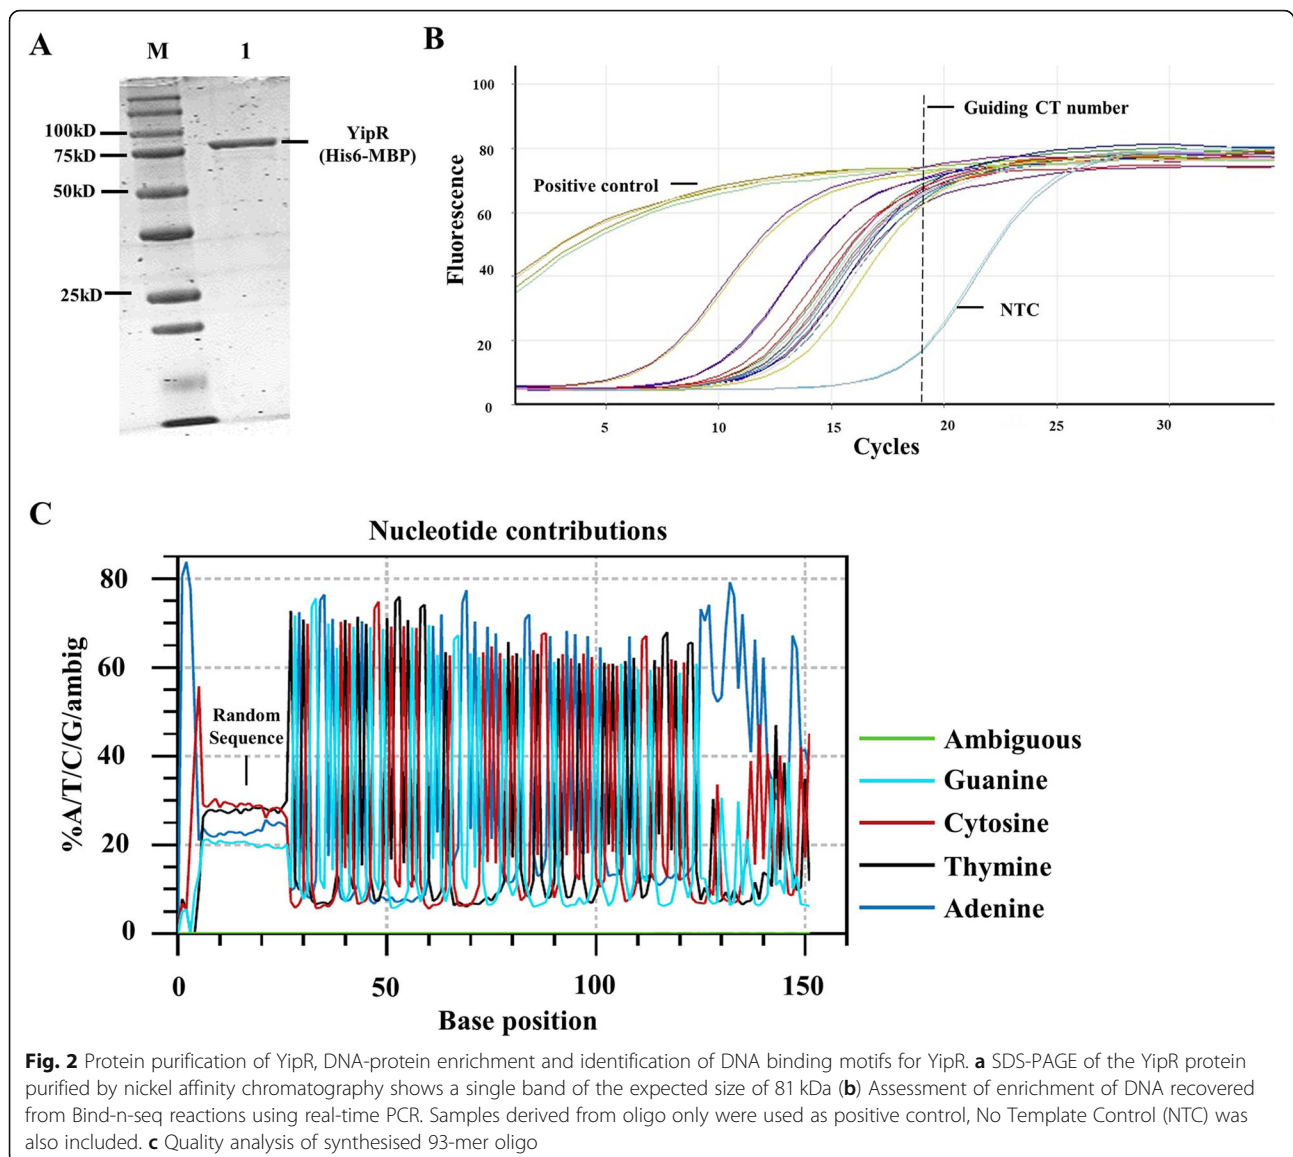 A
M 1
100kD
75kD
50kD
25kD
YipR
(His6-MBP)
B
Fluorescence
100
80
60
40
20
0
Guiding CT number
Positive control
NTC
5 10 15 20 25 30
Cycles
C
Nucleotide contributions
%A/T/C/G/ambig
80
60
40
20
0
Random
Sequence
0 50 100 150
Base position
Ambiguous
Guanine
Cytosine
Thymine
Adenine
Fig. 2 Protein purification of YipR, DNA-protein enrichment and identification of DNA binding motifs for YipR. a SDS-PAGE of the YipR protein
purified by nickel affinity chromatography shows a single band of the expected size of 81 kDa (b) Assessment of enrichment of DNA recovered
from Bind-n-seq reactions using real-time PCR. Samples derived from oligo only were used as positive control, No Template Control (NTC) was
also included. c Quality analysis of synthesised 93-mer oligo